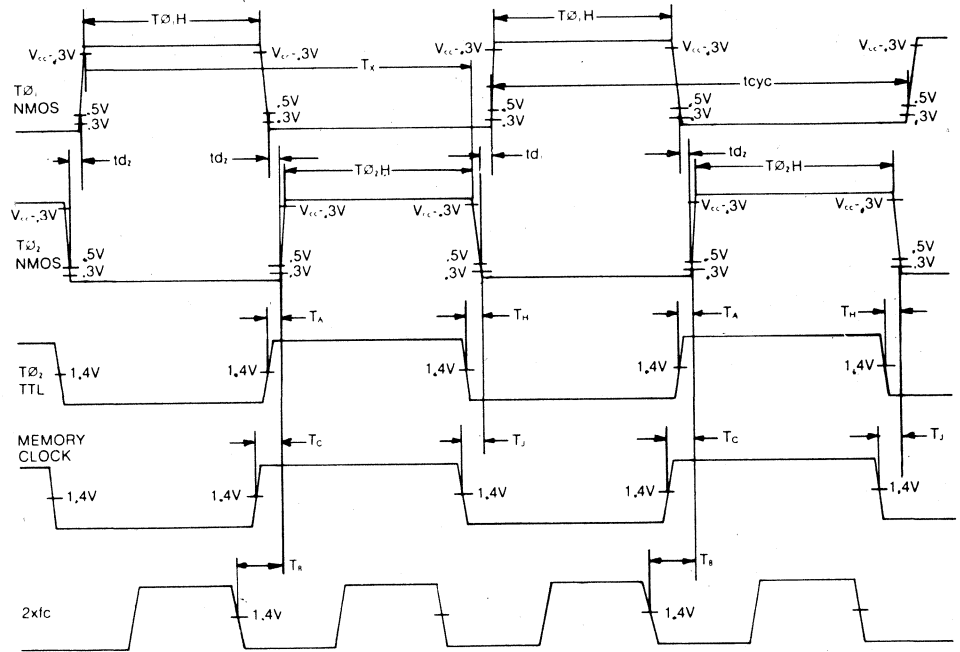 TØ₁H TØ₁H
Vcc-.3V Vcc-.3V Vcc-.3V Vcc-.3V Vcc-.3V
Tx
tcyc
TØ₁
NMOS
.5V .5V .5V .5V .5V
.3V .3V .3V .3V .3V
td₂ td₂ td₁ td₂
TØ₂H TØ₂H
Vcc-.3V Vcc-.3V Vcc-.3V Vcc-.3V Vcc-.3V
TØ₂
NMOS
.5V .5V .5V .5V .5V
.3V .3V .3V .3V .3V
TA TH TA TH
TØ₂
TTL
1.4V 1.4V 1.4V 1.4V 1.4V
MEMORY
CLOCK
TC TJ TC TJ
1.4V 1.4V 1.4V 1.4V 1.4V
TR TB
2xfc
1.4V 1.4V